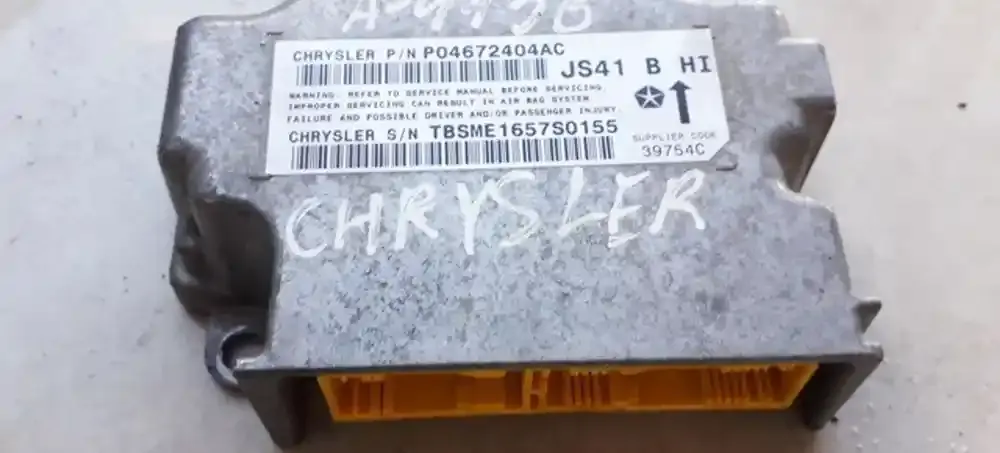 CHRYSLER P/N P04672404AC
JS41 B HI
WARNING: REFER TO SERVICE MANUAL BEFORE SERVICING.
IMPROPER SERVICING CAN RESULT IN AIR BAG SYSTEM
FAILURE AND POSSIBLE DRIVER AND/OR PASSENGER INJURY.
CHRYSLER S/N TBSME1657S0155
SUPPLIER CODE
39754C
CHRYSLER